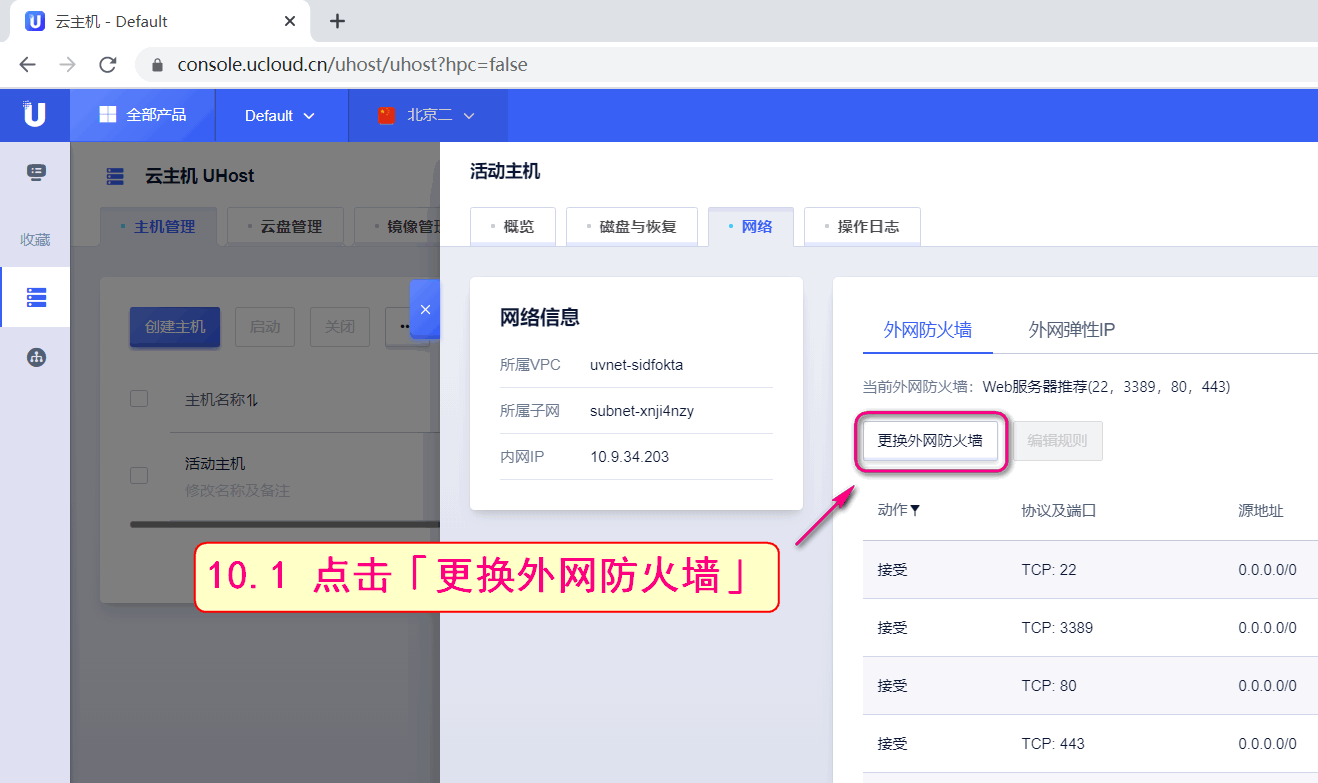 云主机 - Default
console.ucloud.cn/uhost/uhost?hpc=false
全部产品 Default 北京二
收藏
云主机 UHost
主机管理 云盘管理 镜像管
创建主机 启动 关闭
主机名称
活动主机
修改名称及备注
活动主机
概览 磁盘与恢复 网络 操作日志
网络信息
所属VPC uvnet-sidfokta
所属子网 subnet-xnji4nzy
内网IP 10.9.34.203
外网防火墙 外网弹性IP
当前外网防火墙：Web服务器推荐(22，3389，80，443)
更换外网防火墙 编辑规则
动作 协议及端口 源地址
接受 TCP: 22 0.0.0.0/0
接受 TCP: 3389 0.0.0.0/0
接受 TCP: 80 0.0.0.0/0
接受 TCP: 443 0.0.0.0/0
10.1 点击「更换外网防火墙」